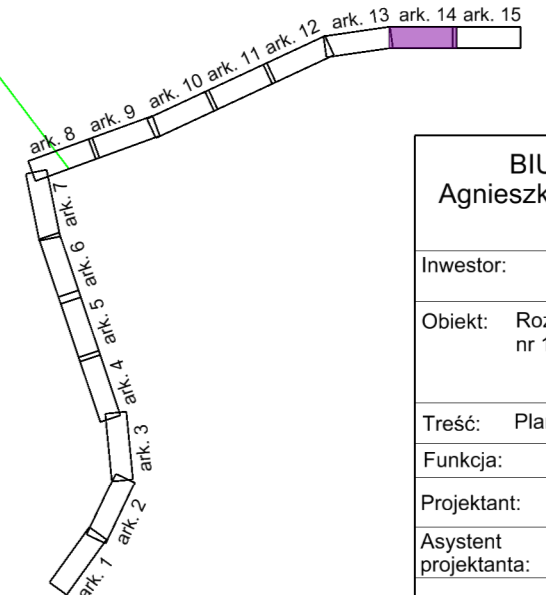 ark. 12 ark. 13 ark. 14 ark. 15
ark. 8 ark. 9 ark. 10 ark. 11
ark. 7
ark. 6
ark. 5
ark. 4
ark. 3
ark. 2
ark. 1
BIU
Agnieszk
Inwestor:
Obiekt: Roz
nr 1
Treść: Pla
Funkcja:
Projektant:
Asystent
projektanta: